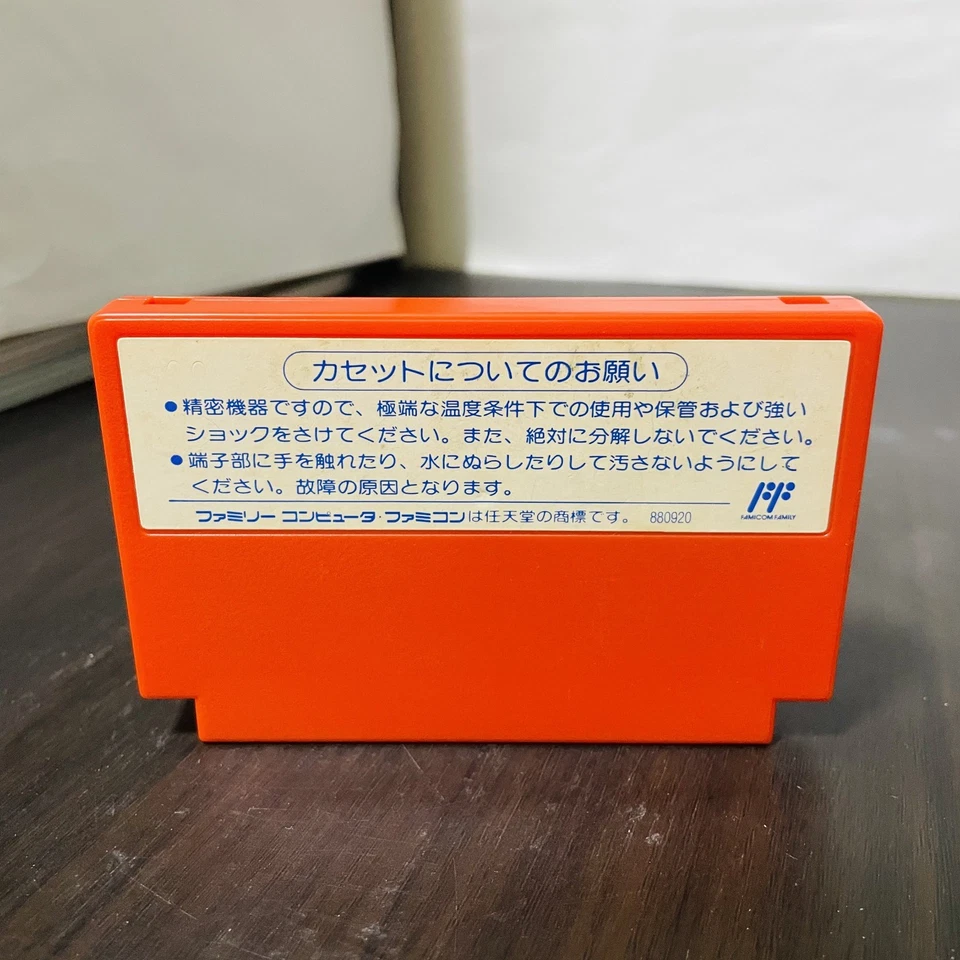 カセットについてのお願い
●精密機器ですので、極端な温度条件下での使用や保管および強い
ショックをさけてください。また、絶対に分解しないでください。
●端子部に手を触れたり、水にぬらしたりして汚さないようにして
ください。故障の原因となります。
ファミリー コンピュータ・ファミコンは任天堂の商標です。 880920
FAMICOM FAMILY